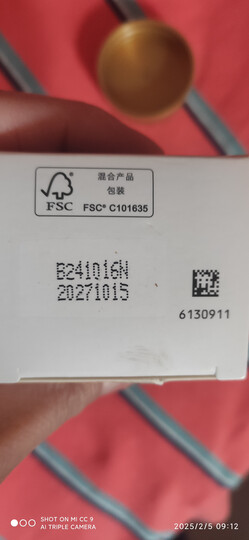 混合产品
包装
FSC
FSC® C101635
B241016N
20271015
6130911
SHOT ON MI CC 9
AI TRIPLE CAMERA
2025/2/5 09:12